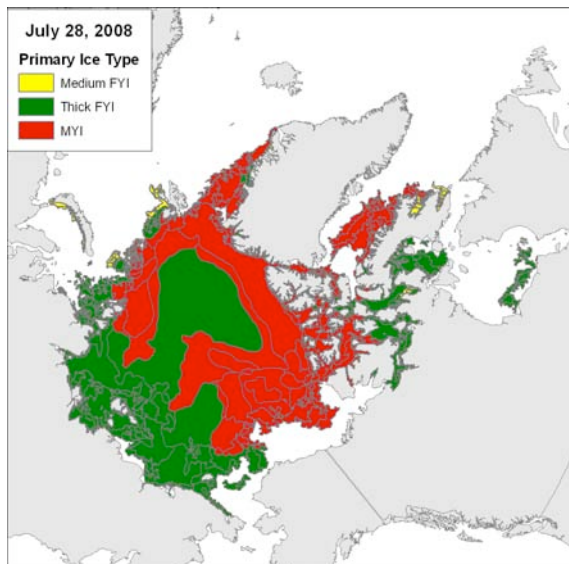 July 28, 2008
Primary Ice Type
Medium FYI
Thick FYI
MYI